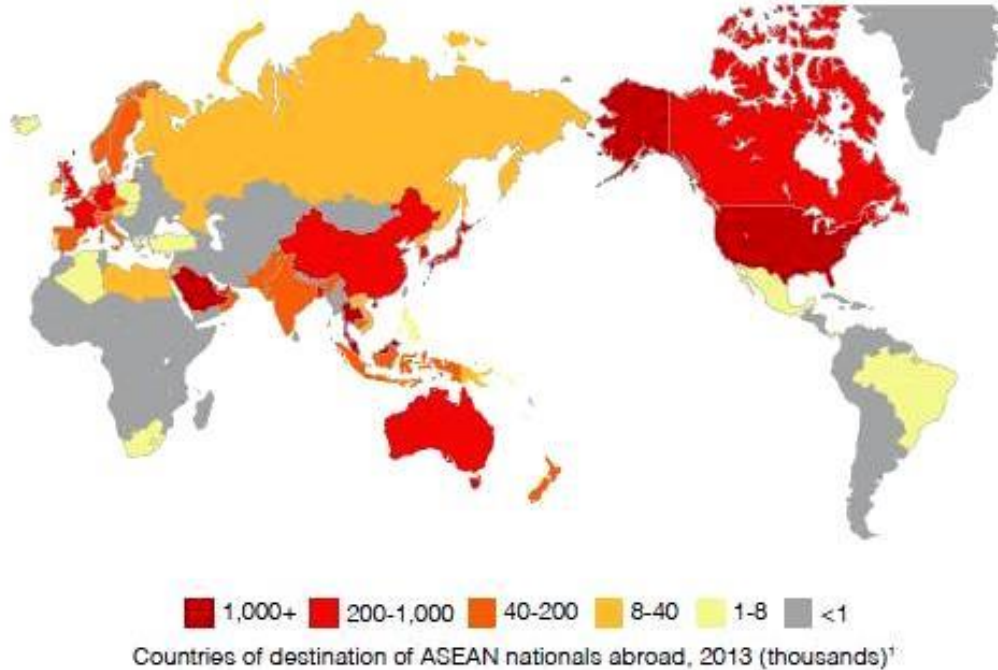 1,000+ 200-1,000 40-200 8-40 1-8 <1
Countries of destination of ASEAN nationals abroad, 2013 (thousands)¹